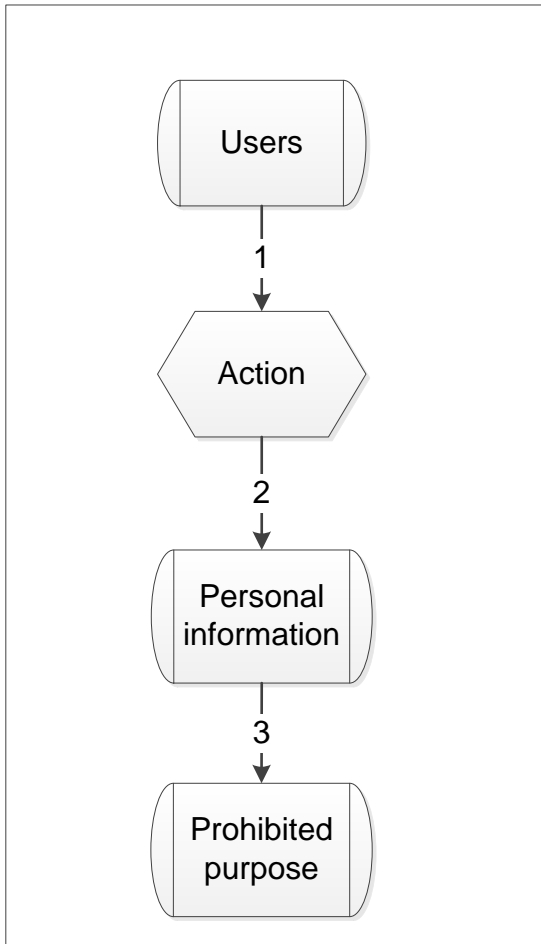 Users
1
Action
2
Personal
information
3
Prohibited
purpose